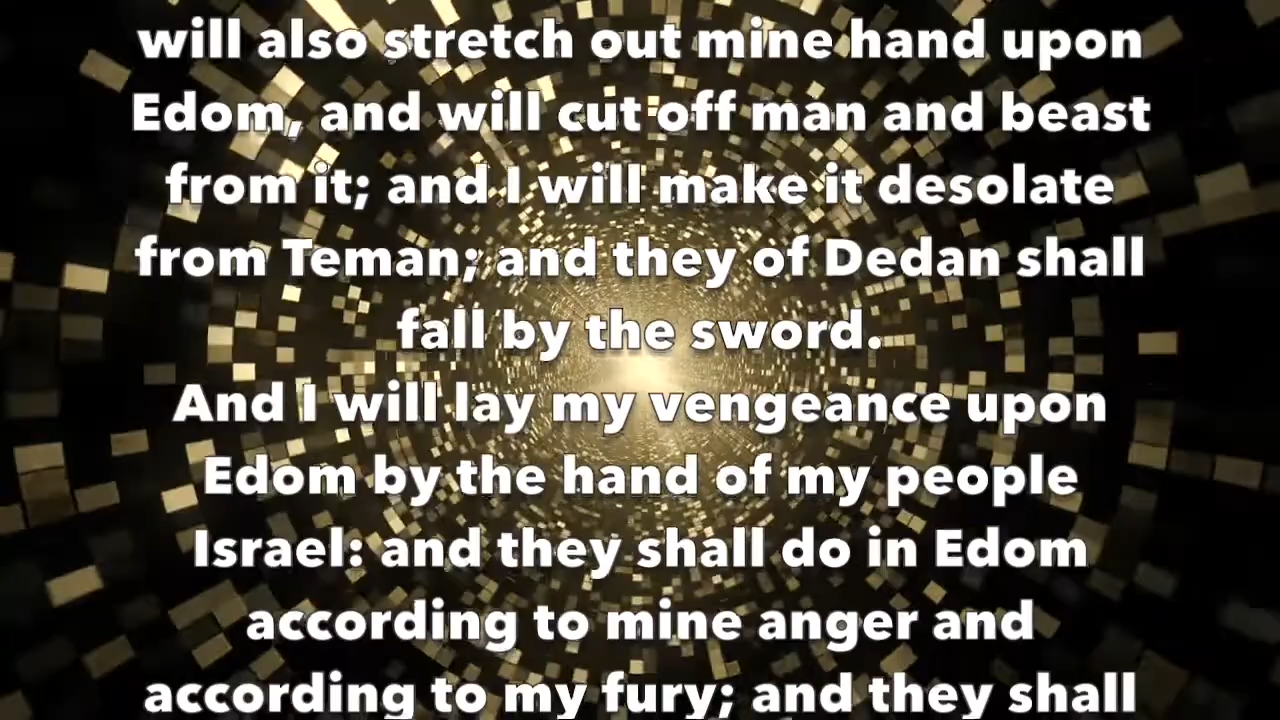 will also stretch out mine hand upon
Edom, and will cut off man and beast
from it; and I will make it desolate
from Teman; and they of Dedan shall
fall by the sword.
And I will lay my vengeance upon
Edom by the hand of my people
Israel: and they shall do in Edom
according to mine anger and
according to my fury; and they shall